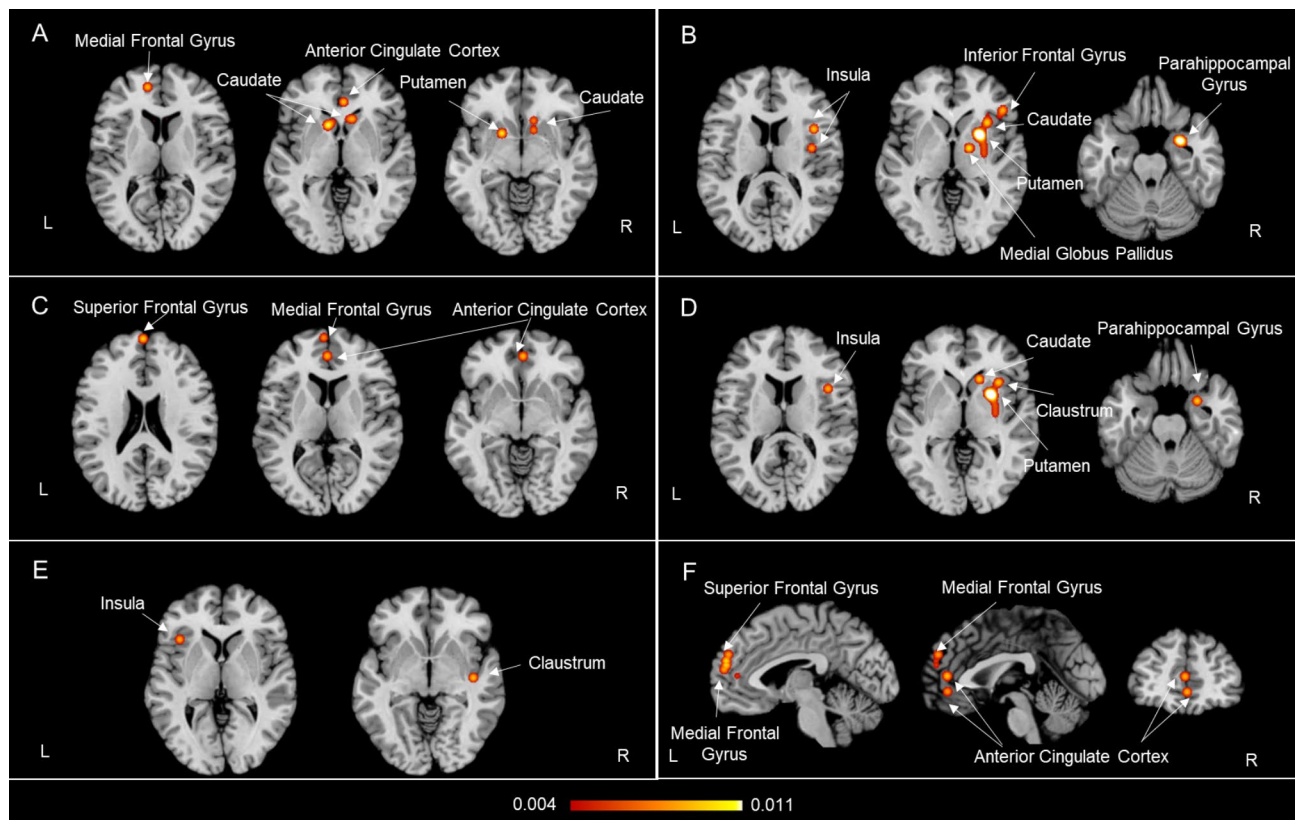 A
Medial Frontal Gyrus
Anterior Cingulate Cortex
Caudate
Putamen
Caudate
L
R
B
Insula
Inferior Frontal Gyrus
Parahippocampal
Gyrus
Caudate
Putamen
Medial Globus Pallidus
L
R
C
Superior Frontal Gyrus
Medial Frontal Gyrus
Anterior Cingulate Cortex
L
R
D
Insula
Caudate
Parahippocampal Gyrus
Claustrum
Putamen
L
R
E
Insula
Claustrum
L
R
F
Superior Frontal Gyrus
Medial Frontal Gyrus
Medial Frontal
Gyrus
Anterior Cingulate Cortex
L
R
0.004
0.011